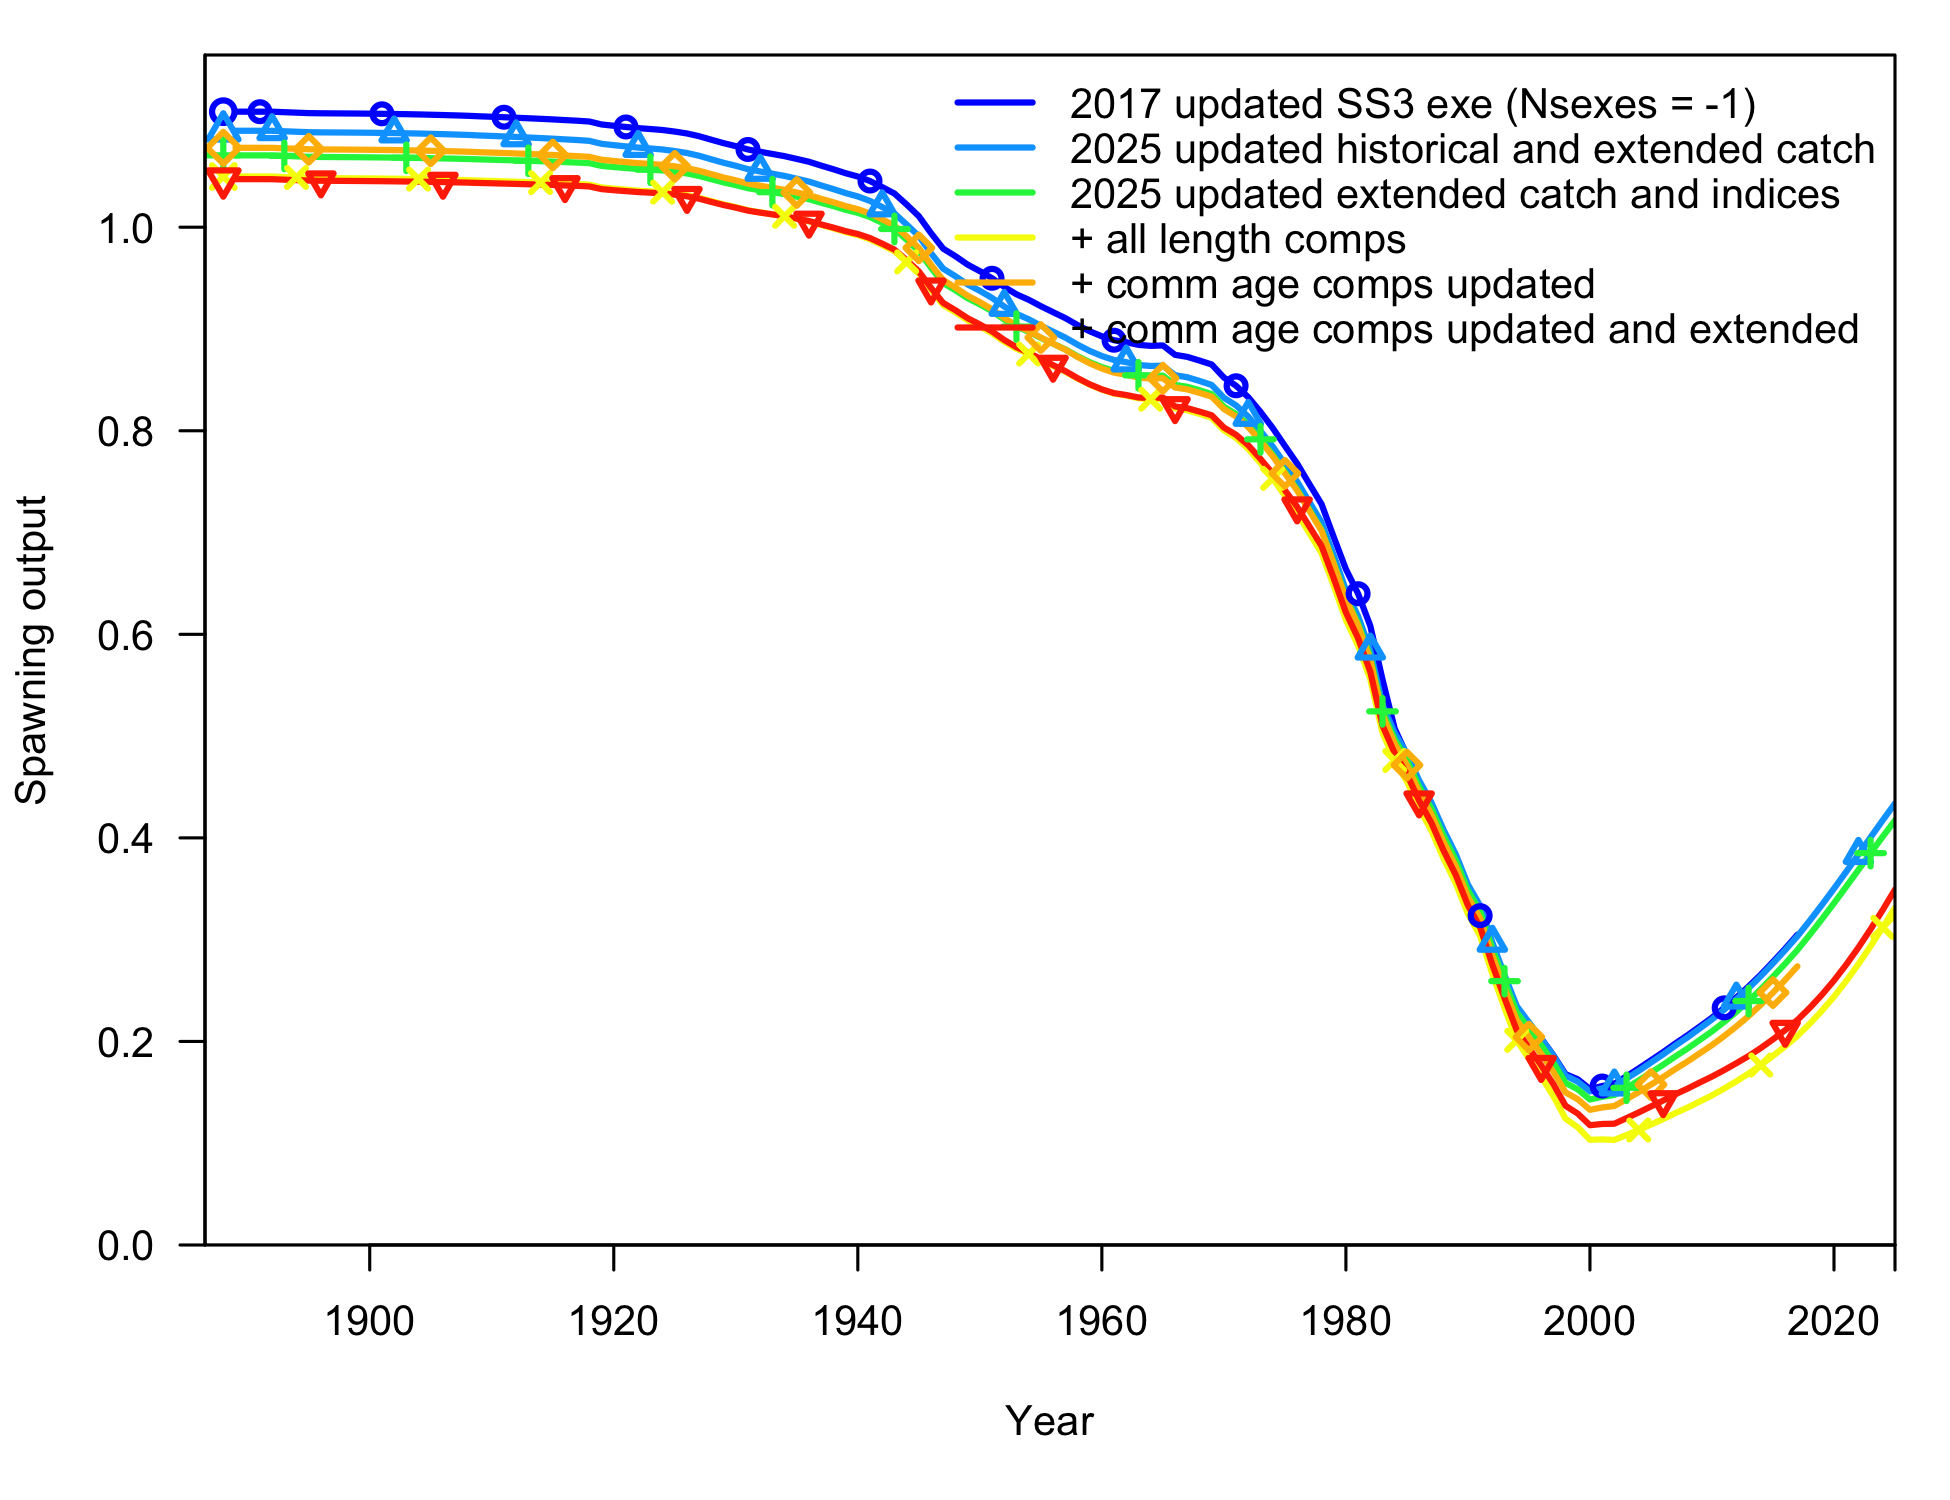 2017 updated SS3 exe (Nsexes = -1)
2025 updated historical and extended catch
2025 updated extended catch and indices
+ all length comps
+ comm age comps updated
+ comm age comps updated and extended
Spawning output
1.0
0.8
0.6
0.4
0.2
0.0
1900 1920 1940 1960 1980 2000 2020
Year